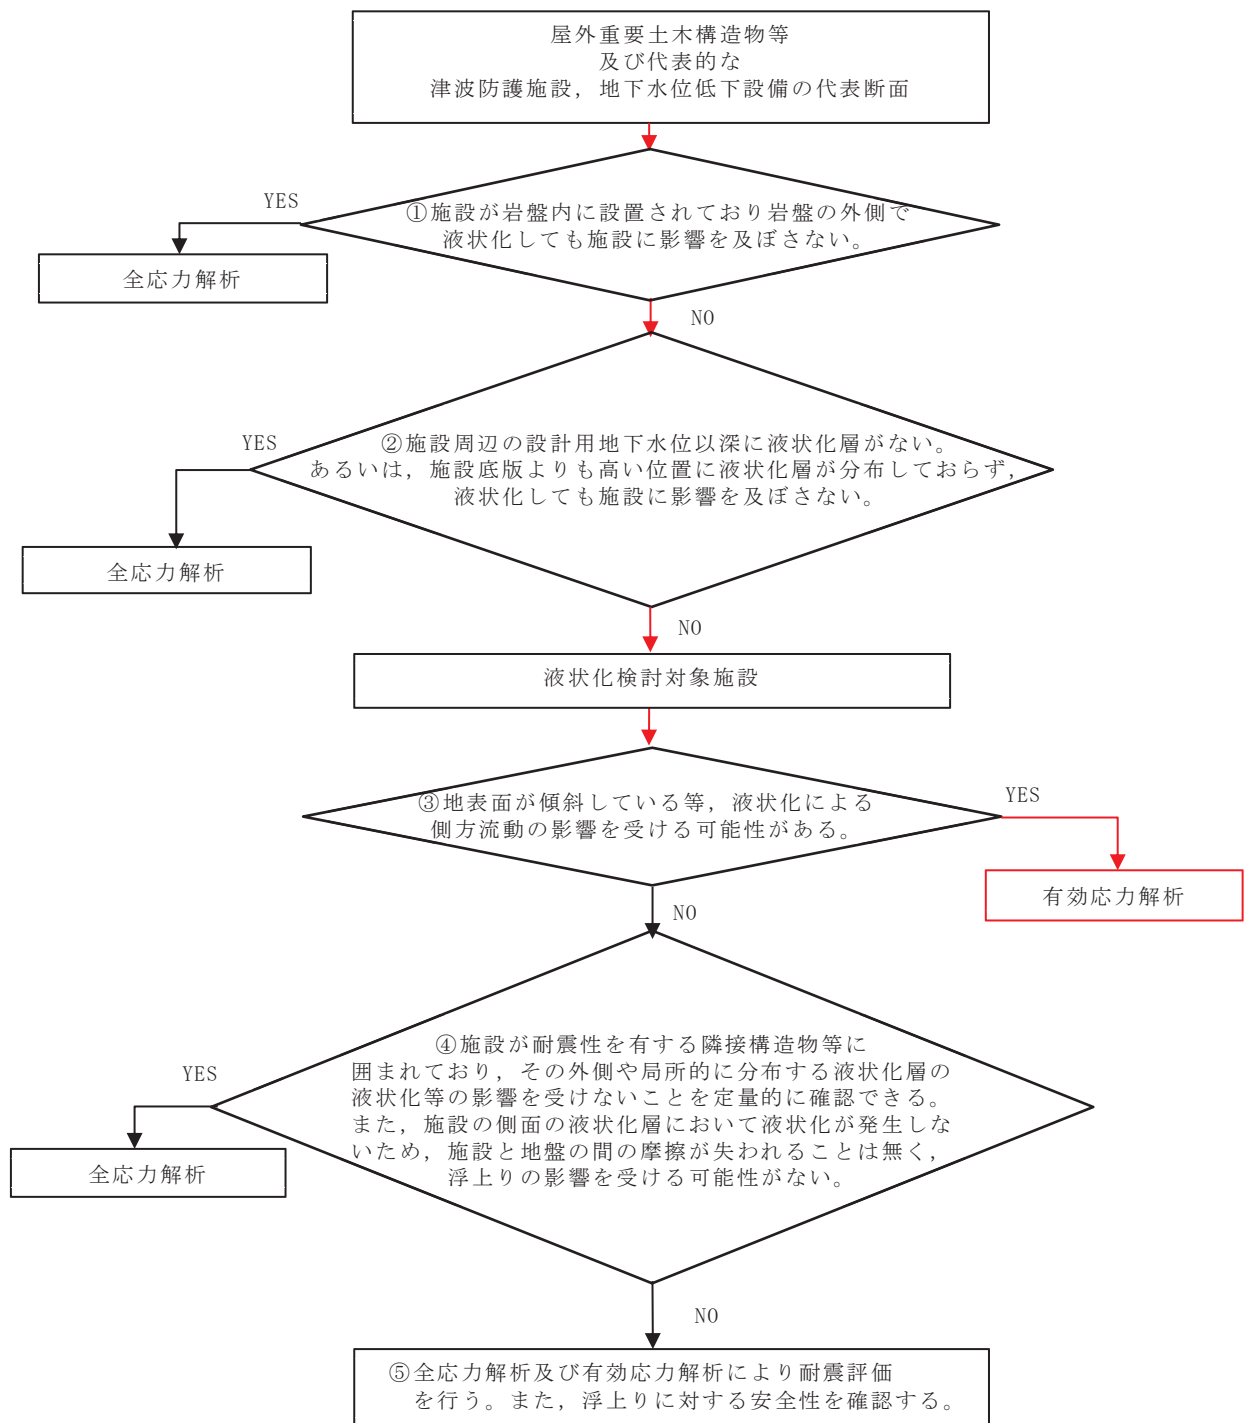 屋外重要土木構造物等
及び代表的な
津波防護施設，地下水位低下設備の代表断面
YES
①施設が岩盤内に設置されており岩盤の外側で
液状化しても施設に影響を及ぼさない。
全応力解析
NO
YES
②施設周辺の設計用地下水位以深に液状化層がない。
あるいは，施設底版よりも高い位置に液状化層が分布しておらず，
液状化しても施設に影響を及ぼさない。
全応力解析
NO
液状化検討対象施設
③地表面が傾斜している等，液状化による
側方流動の影響を受ける可能性がある。
YES
有効応力解析
NO
YES
④施設が耐震性を有する隣接構造物等に
囲まれており，その外側や局所的に分布する液状化層の
液状化等の影響を受けないことを定量的に確認できる。
また，施設の側面の液状化層において液状化が発生しな
いため，施設と地盤の間の摩擦が失われることは無く，
浮上りの影響を受ける可能性がない。
全応力解析
NO
⑤全応力解析及び有効応力解析により耐震評価
を行う。また，浮上りに対する安全性を確認する。